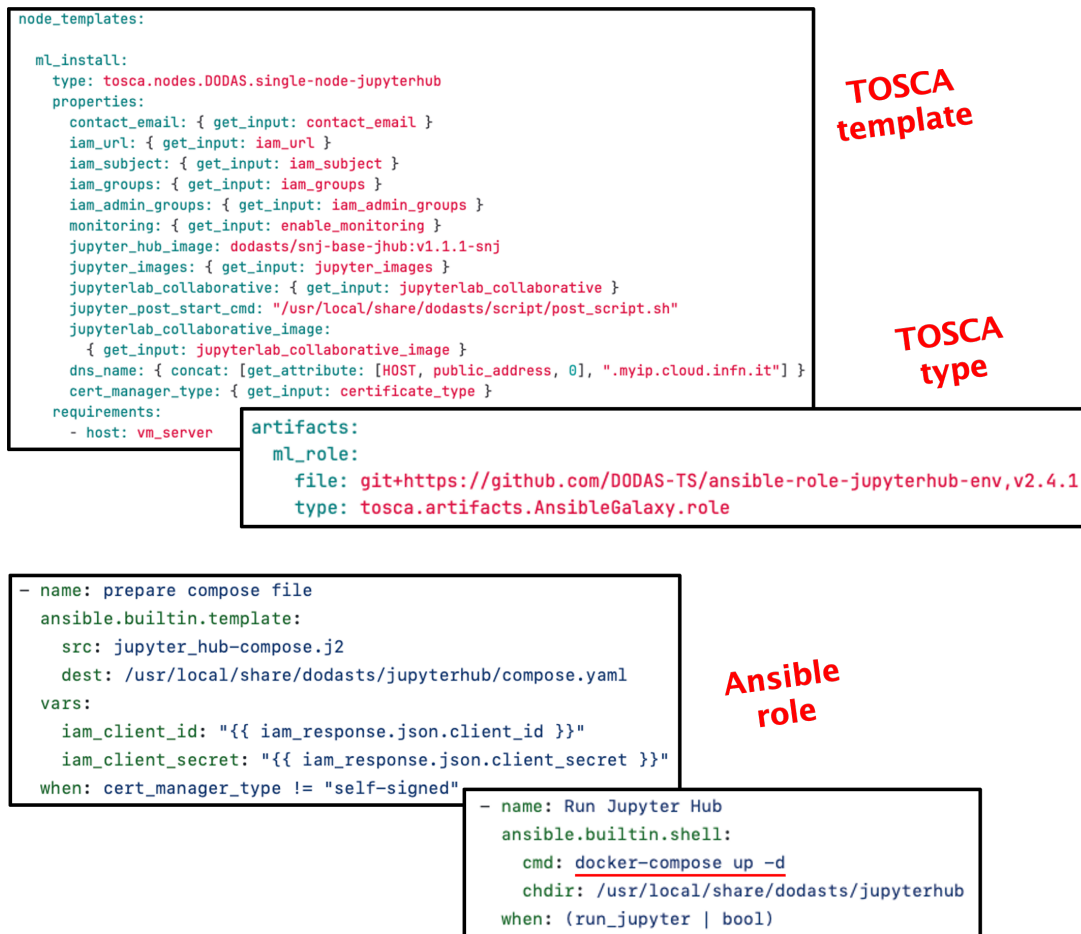 node_templates:
ml_install:
type: tosca.nodes.DODAS.single-node-jupyterhub
properties:
contact_email: { get_input: contact_email }
iam_url: { get_input: iam_url }
iam_subject: { get_input: iam_subject }
iam_groups: { get_input: iam_groups }
iam_admin_groups: { get_input: iam_admin_groups }
monitoring: { get_input: enable_monitoring }
jupyter_hub_image: dodasts/snj-base-jhub:v1.1.1-snj
jupyter_images: { get_input: jupyter_images }
jupyterlab_collaborative: { get_input: jupyterlab_collaborative }
jupyter_post_start_cmd: "/usr/local/share/dodasts/script/post_script.sh"
jupyterlab_collaborative_image:
{ get_input: jupyterlab_collaborative_image }
dns_name: { concat: [get_attribute: [HOST, public_address, 0], ".myip.cloud.infn.it"] }
cert_manager_type: { get_input: certificate_type }
requirements:
- host: vm_server
TOSCA
template
TOSCA
type
artifacts:
ml_role:
file: git+https://github.com/DODAS-TS/ansible-role-jupyterhub-env,v2.4.1
type: tosca.artifacts.AnsibleGalaxy.role
- name: prepare compose file
ansible.builtin.template:
src: jupyter_hub-compose.j2
dest: /usr/local/share/dodasts/jupyterhub/compose.yaml
vars:
iam_client_id: "{{ iam_response.json.client_id }}"
iam_client_secret: "{{ iam_response.json.client_secret }}"
when: cert_manager_type != "self-signed"
Ansible
role
- name: Run Jupyter Hub
ansible.builtin.shell:
cmd: docker-compose up -d
chdir: /usr/local/share/dodasts/jupyterhub
when: (run_jupyter | bool)